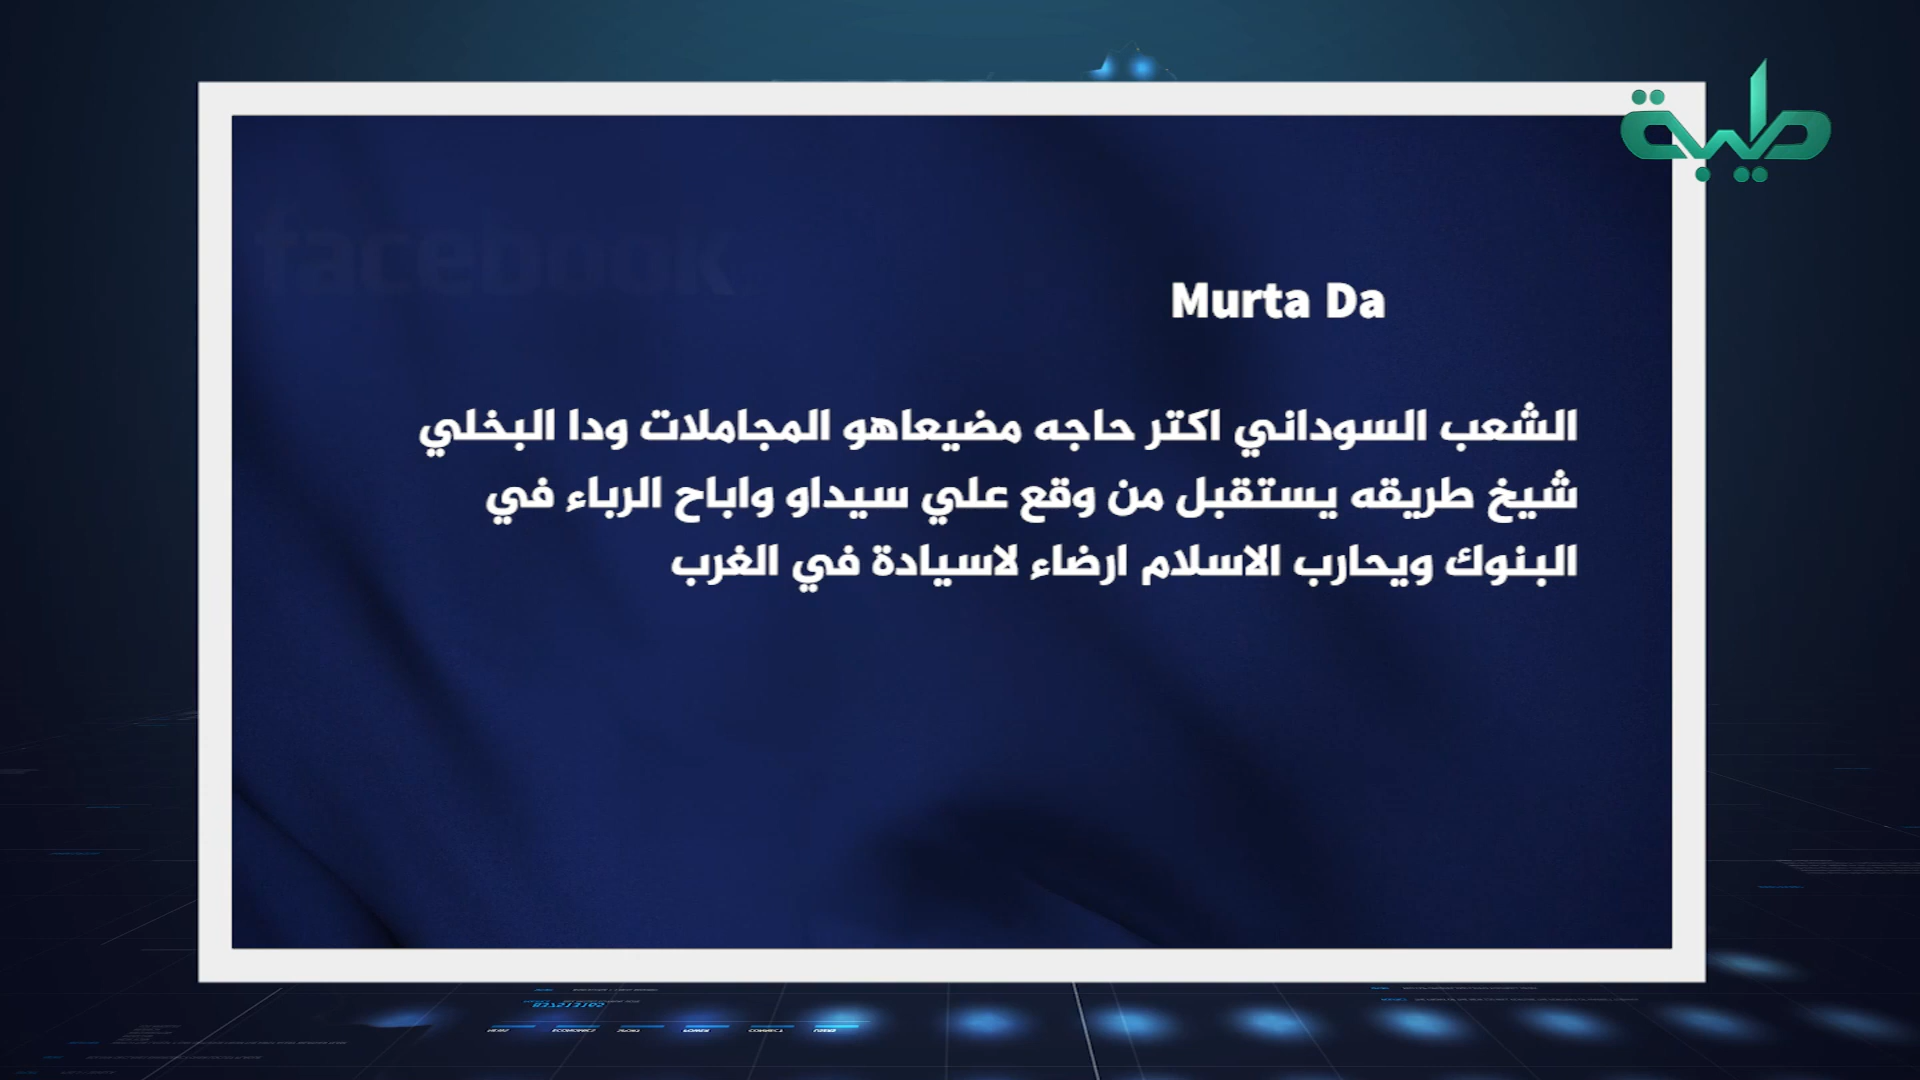 طيبة
facebook
Murta Da
الشعب السوداني اكتر حاجه مضيعاهو المجاملات ودا البخلي
شيخ طريقه يستقبل من وقع علي سيداو واباح الرباء في
البنوك ويحارب الاسلام ارضاء لاسيادة في الغرب